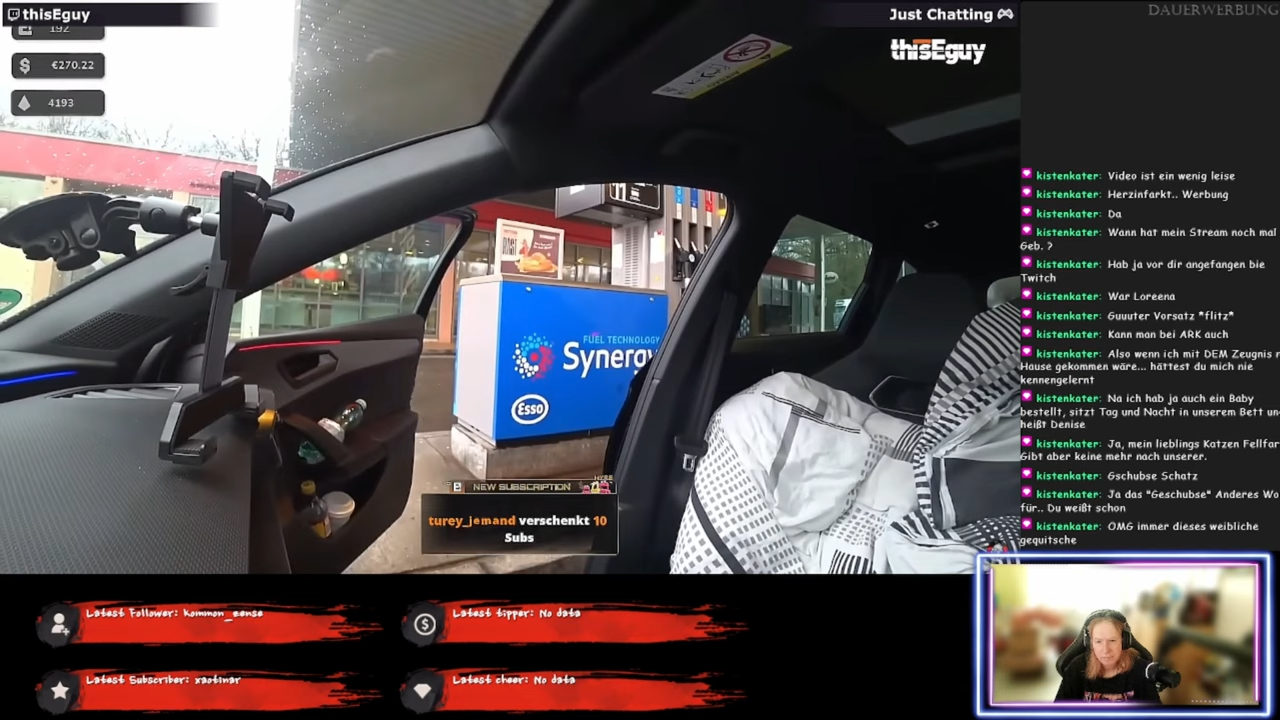 thisEguy
Just Chatting
DAUERWERBUNG
192
thisEguy
€270.22
4193
FUEL TECHNOLOGY
Synergy
Esso
NEW SUBSCRIPTION
turey_jemand verschenkt 10
Subs
kistenkater: Video ist ein wenig leise
kistenkater: Herzinfarkt.. Werbung
kistenkater: Da
kistenkater: Wann hat mein Stream noch mal
Geb. ?
kistenkater: Hab ja vor dir angefangen bie
Twitch
kistenkater: War Loreena
kistenkater: Guuuter Vorsatz *flitz*
kistenkater: Kann man bei ARK auch
kistenkater: Also wenn ich mit DEM Zeugnis n
Hause gekommen wäre... hättest du mich nie
kennengelernt
kistenkater: Na ich hab ja auch ein Baby
bestellt, sitzt Tag und Nacht in unserem Bett un
heißt Denise
kistenkater: Ja, mein lieblings Katzen Fellfar
Gibt aber keine mehr nach unserer.
kistenkater: Gschubse Schatz
kistenkater: Ja das "Geschubse" Anderes Wo
für.. Du weißt schon
kistenkater: OMG immer dieses weibliche
gequitsche
Latest Follower: Kommon_zense
Latest tipper: No data
Latest Subscriber: xaotinar
Latest cheer: No data